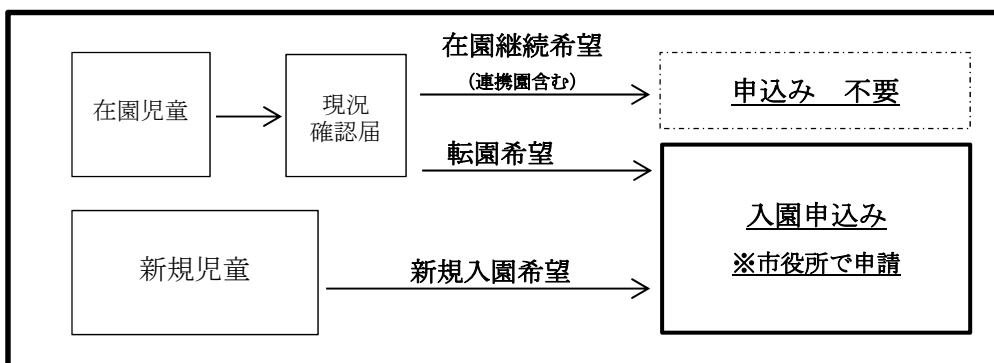 在園継続希望
(連携園含む)
在園児童
現況
確認届
申込み　不要
転園希望
入園申込み
※市役所で申請
新規児童
新規入園希望